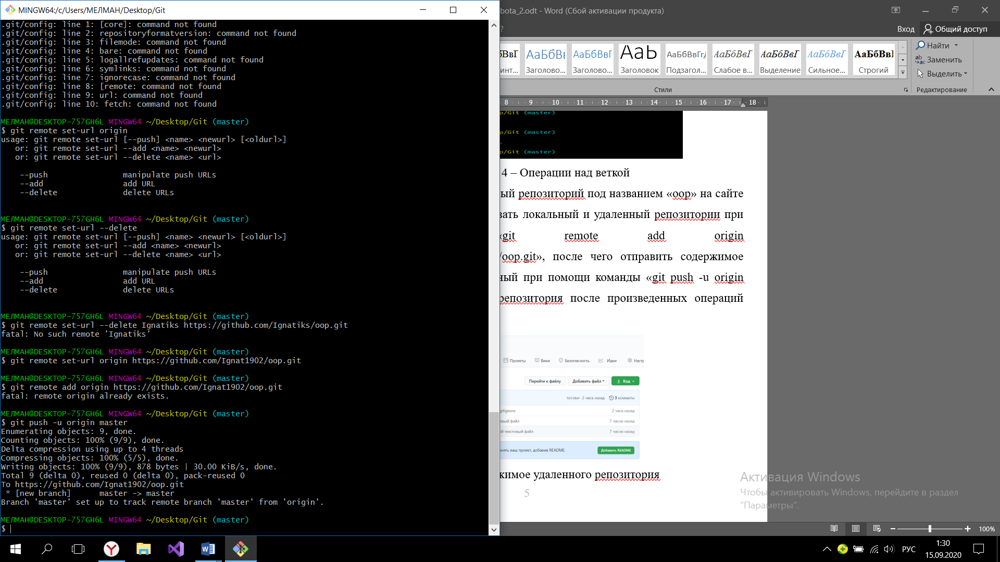 MINGW64:/c/Users/МЕЛМАН/Desktop/Git
.git/config: line 1: [core]: command not found
.git/config: line 2: repositoryformatversion: command not found
.git/config: line 3: filemode: command not found
.git/config: line 4: bare: command not found
.git/config: line 5: logallrefupdates: command not found
.git/config: line 6: symlinks: command not found
.git/config: line 7: ignorecase: command not found
.git/config: line 8: [remote: command not found
.git/config: line 9: url: command not found
.git/config: line 10: fetch: command not found
МЕЛМАН@DESKTOP-757GH6L MINGW64 ~/Desktop/Git (master)
$ git remote set-url origin
usage: git remote set-url [--push] <name> <newurl> [<oldurl>]
or: git remote set-url --add <name> <newurl>
or: git remote set-url --delete <name> <url>
--push manipulate push URLs
--add add URL
--delete delete URLs
МЕЛМАН@DESKTOP-757GH6L MINGW64 ~/Desktop/Git (master)
$ git remote set-url --delete
usage: git remote set-url [--push] <name> <newurl> [<oldurl>]
or: git remote set-url --add <name> <newurl>
or: git remote set-url --delete <name> <url>
--push manipulate push URLs
--add add URL
--delete delete URLs
МЕЛМАН@DESKTOP-757GH6L MINGW64 ~/Desktop/Git (master)
$ git remote set-url --delete Ignatiks https://github.com/Ignatiks/oop.git
fatal: No such remote 'Ignatiks'
МЕЛМАН@DESKTOP-757GH6L MINGW64 ~/Desktop/Git (master)
$ git remote set-url origin https://github.com/Ignat1902/oop.git
МЕЛМАН@DESKTOP-757GH6L MINGW64 ~/Desktop/Git (master)
$ git remote add origin https://github.com/Ignat1902/oop.git
fatal: remote origin already exists.
МЕЛМАН@DESKTOP-757GH6L MINGW64 ~/Desktop/Git (master)
$ git push -u origin master
Enumerating objects: 9, done.
Counting objects: 100% (9/9), done.
Delta compression using up to 4 threads
Compressing objects: 100% (5/5), done.
Writing objects: 100% (9/9), 878 bytes | 30.00 KiB/s, done.
Total 9 (delta 0), reused 0 (delta 0), pack-reused 0
To https://github.com/Ignat1902/oop.git
* [new branch] master -> master
Branch 'master' set up to track remote branch 'master' from 'origin'.
МЕЛМАН@DESKTOP-757GH6L MINGW64 ~/Desktop/Git (master)
$
bota_2.odt - Word (Сбой активации продукта)
?
Вход Общий доступ
БвВГ АаБбВı АаБбВвГ АаЬ АаБбВвГг АаБбВвГ АаБбВвГ АаБбВвГ АаБбВвІ
инт... Заголово... Заголово... Заголовок Подзагол... Слабое в... Выделение Сильное... Строгий
Найти
Заменить
Выделить
Стили
Редактирование
8 9 10 11 12 13 14 15 16 17 18
p/Git (master)
p/Git (master)
p/Git (master)
4 – Операции над веткой
ый репозиторий под названием «oop» на сайте
вать локальный и удаленный репозитории при
«git remote add origin
/oop.git», после чего отправить содержимое
ный при помощи команды «git push -u origin
репозитория после произведенных операций
Проекты Вики Безопасность Идеи Настр
Перейти к файлу Добавить файл Код
2 часа назад 3 коммиты
gitignore 2 часа назад
овый файл 7 часов назад
ой текстовый файл 7 часов назад
нять ваш проект, добавив README. Добавить README
жимое удаленного репозитория
5
Активация Windows
Чтобы активировать Windows, перейдите в раздел
"Параметры".
100%
РУС
1:30
15.09.2020